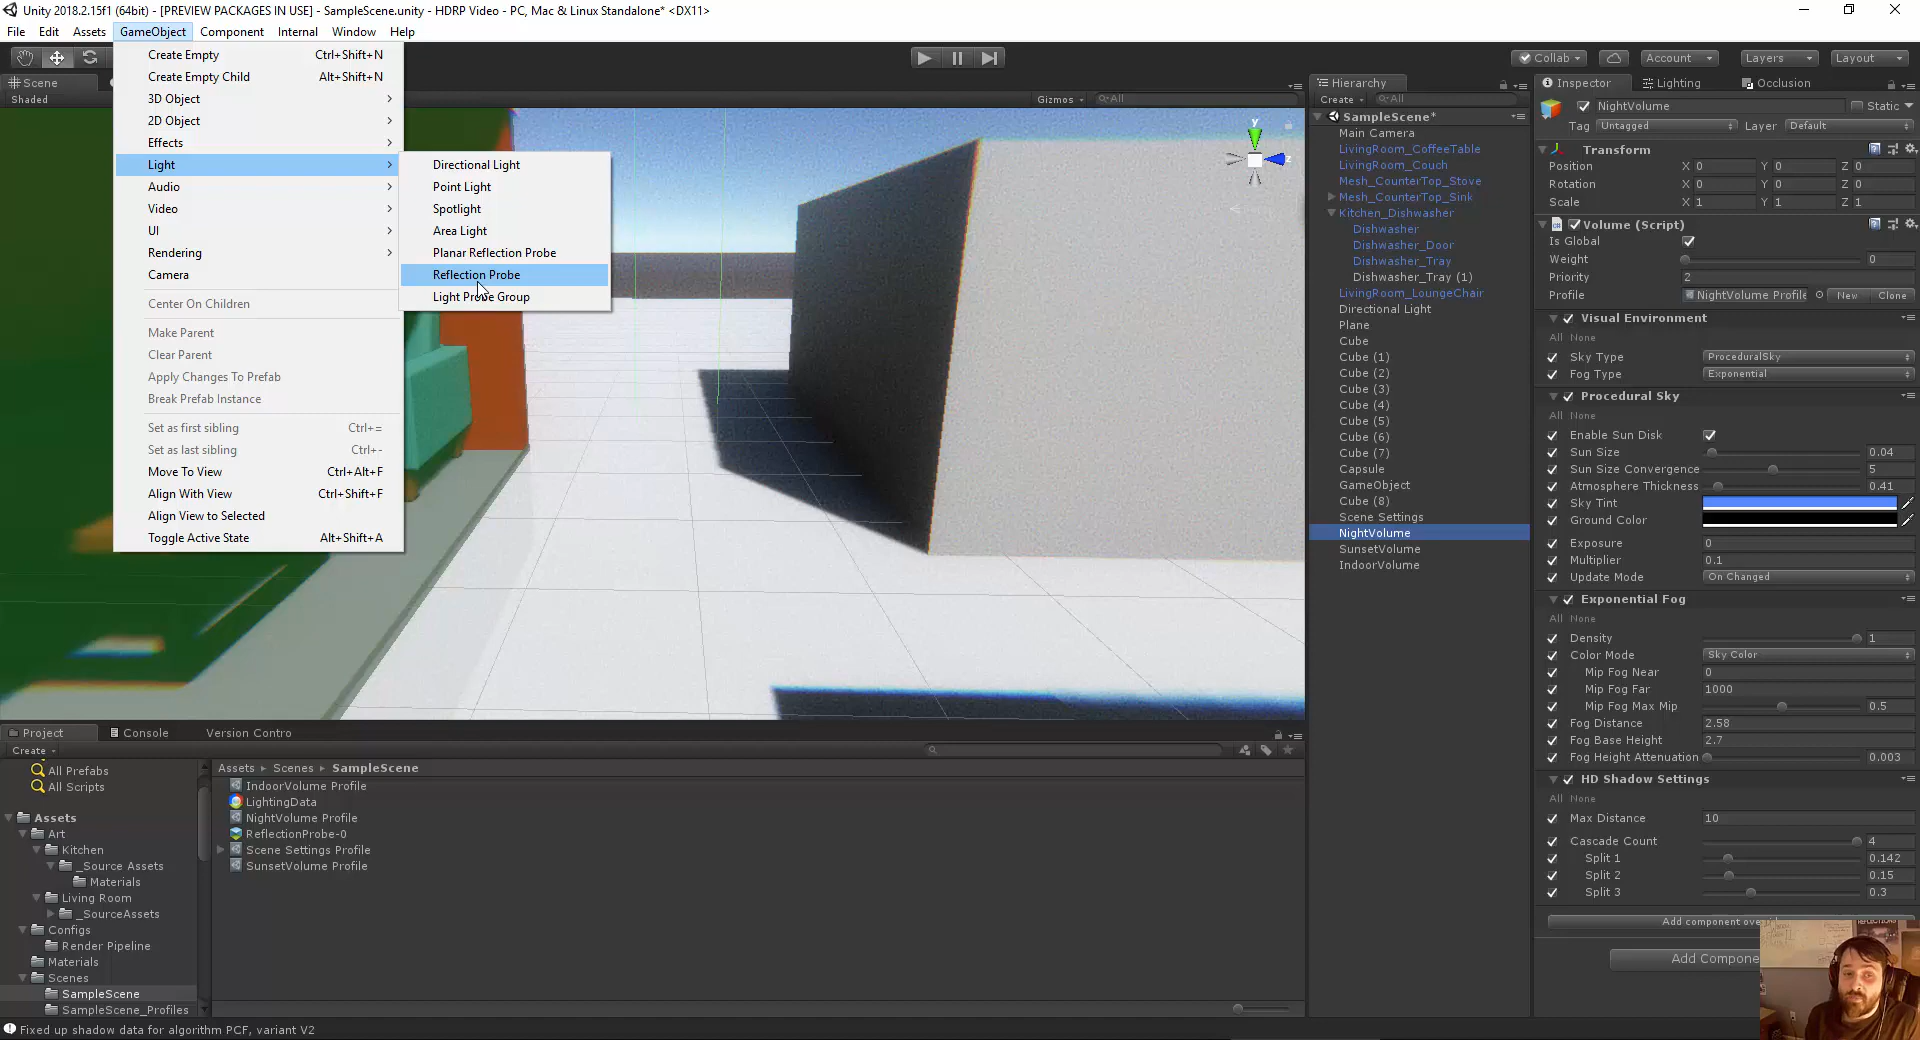 Unity 2018.2.15f1 (64bit) - [PREVIEW PACKAGES IN USE] - SampleScene.unity - HDRP Video - PC, Mac & Linux Standalone* <DX11>
File Edit Assets GameObject Component Internal Window Help
Collab Account Layers Layout
Create Empty Ctrl+Shift+N
Create Empty Child Alt+Shift+N
3D Object
2D Object
Effects
Light
Audio
Video
UI
Rendering
Camera
Center On Children
Make Parent
Clear Parent
Apply Changes To Prefab
Break Prefab Instance
Set as first sibling Ctrl+=
Set as last sibling Ctrl+-
Move To View Ctrl+Alt+F
Align With View Ctrl+Shift+F
Align View to Selected
Toggle Active State Alt+Shift+A
Directional Light
Point Light
Spotlight
Area Light
Planar Reflection Probe
Reflection Probe
Light Probe Group
Scene
Shaded
Gizmos All
y
z
Hierarchy
Create All
SampleScene*
Main Camera
LivingRoom_CoffeeTable
LivingRoom_Couch
Mesh_CounterTop_Stove
Mesh_CounterTop_Sink
Kitchen_Dishwasher
Dishwasher
Dishwasher_Door
Dishwasher_Tray
Dishwasher_Tray (1)
LivingRoom_LoungeChair
Directional Light
Plane
Cube
Cube (1)
Cube (2)
Cube (3)
Cube (4)
Cube (5)
Cube (6)
Cube (7)
Capsule
GameObject
Cube (8)
Scene Settings
NightVolume
SunsetVolume
IndoorVolume
Inspector Lighting Occlusion
NightVolume Static
Tag Untagged Layer Default
Transform
Position X 0 Y 0 Z 0
Rotation X 0 Y 0 Z 0
Scale X 1 Y 1 Z 1
Volume (Script)
Is Global
Weight 0
Priority 2
Profile NightVolume Profile New Clone
Visual Environment
All None
Sky Type ProceduralSky
Fog Type Exponential
Procedural Sky
All None
Enable Sun Disk
Sun Size 0.04
Sun Size Convergence 5
Atmosphere Thickness 0.41
Sky Tint
Ground Color
Exposure 0
Multiplier 0.1
Update Mode On Changed
Exponential Fog
All None
Density 1
Color Mode Sky Color
Mip Fog Near 0
Mip Fog Far 1000
Mip Fog Max Mip 0.5
Fog Distance 2.58
Fog Base Height 2.7
Fog Height Attenuation 0.003
HD Shadow Settings
All None
Max Distance 10
Cascade Count 4
Split 1 0.142
Split 2 0.15
Split 3 0.3
Add component
Add
Project Console Version Contro
Create
All Prefabs
All Scripts
Assets
Art
Kitchen
_Source Assets
Materials
Living Room
_SourceAssets
Configs
Render Pipeline
Materials
Scenes
SampleScene
SampleScene_Profiles
Assets Scenes SampleScene
IndoorVolume Profile
LightingData
NightVolume Profile
ReflectionProbe-0
Scene Settings Profile
SunsetVolume Profile
Fixed up shadow data for algorithm PCF, variant V2